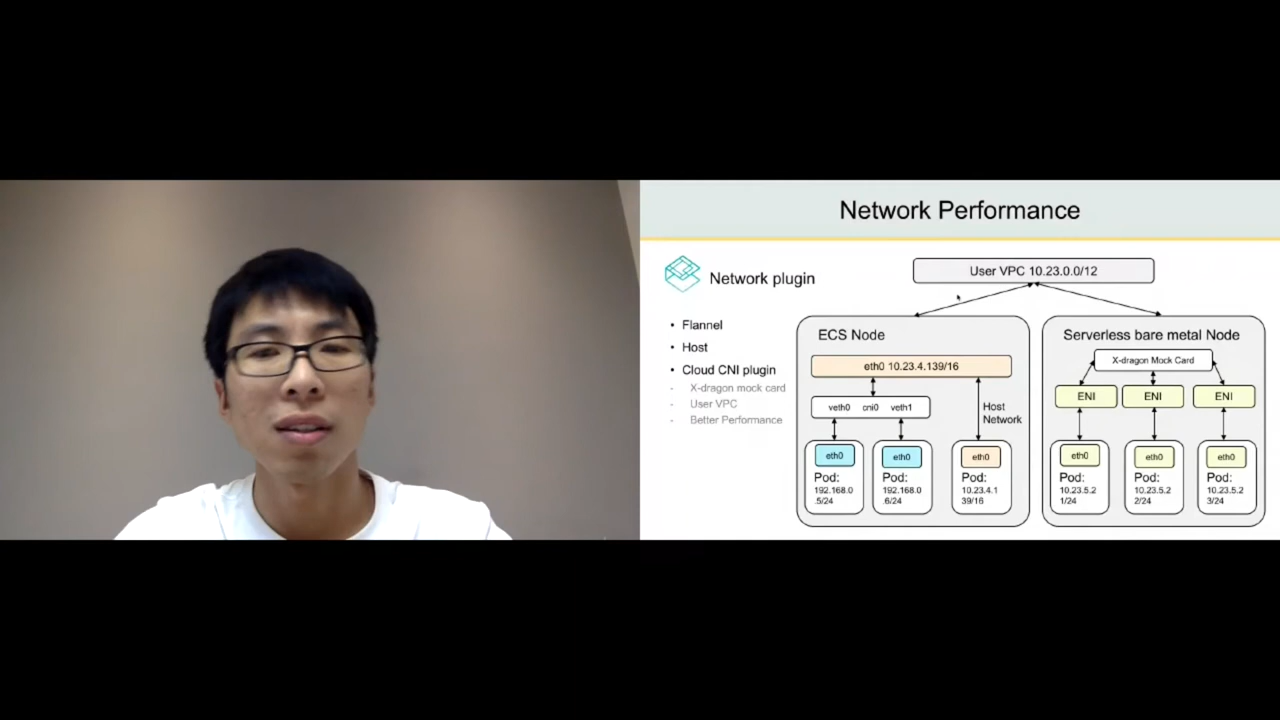 Network Performance
Network plugin
• Flannel
• Host
• Cloud CNI plugin
- X-dragon mock card
- User VPC
- Better Performance
User VPC 10.23.0.0/12
ECS Node
eth0 10.23.4.139/16
veth0 cni0 veth1
Host
Network
eth0
Pod:
192.168.0
.5/24
eth0
Pod:
192.168.0
.6/24
eth0
Pod:
10.23.4.1
39/16
Serverless bare metal Node
X-dragon Mock Card
ENI
ENI
ENI
eth0
Pod:
10.23.5.2
1/24
eth0
Pod:
10.23.5.2
2/24
eth0
Pod:
10.23.5.2
3/24